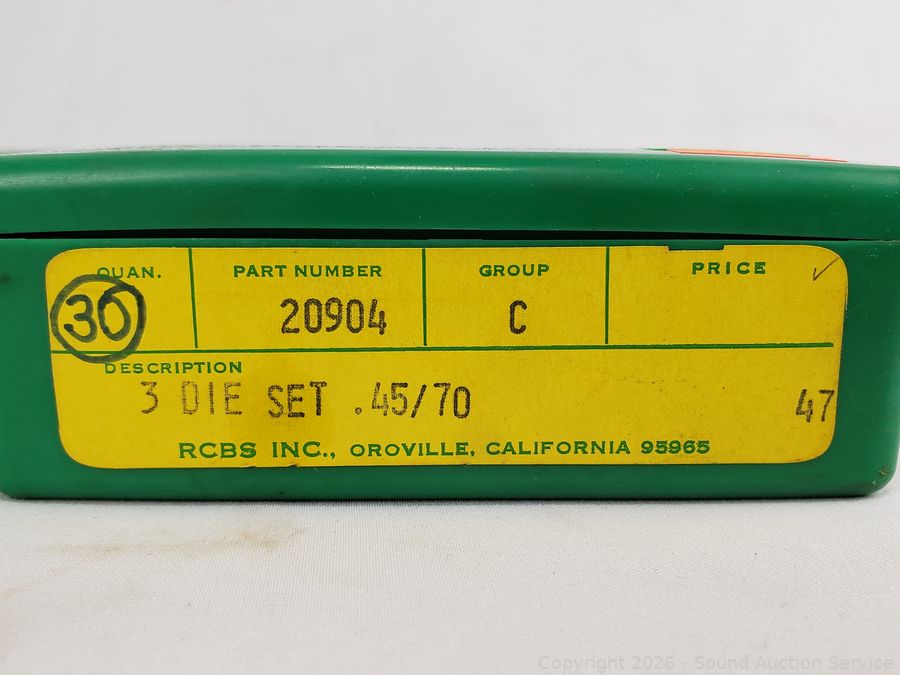 QUAN. PART NUMBER GROUP PRICE
30 20904 C
DESCRIPTION
3 DIE SET .45/70 47
RCBS INC., OROVILLE, CALIFORNIA 95965
Copyright 2026 - Sound Auction Service